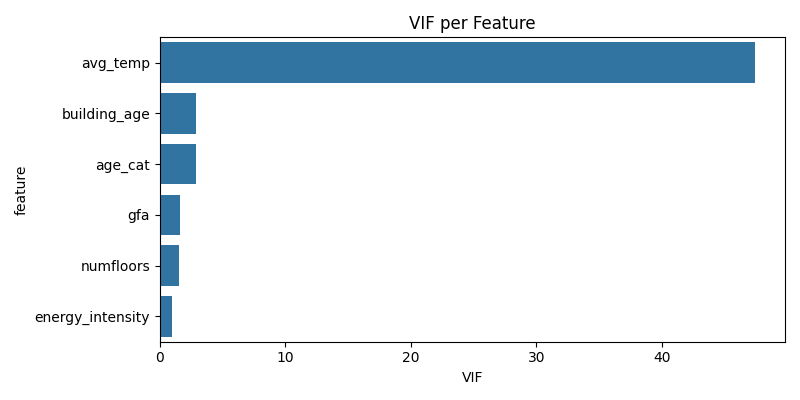 VIF per Feature
feature
avg_temp
building_age
age_cat
gfa
numfloors
energy_intensity
0 10 20 30 40
VIF